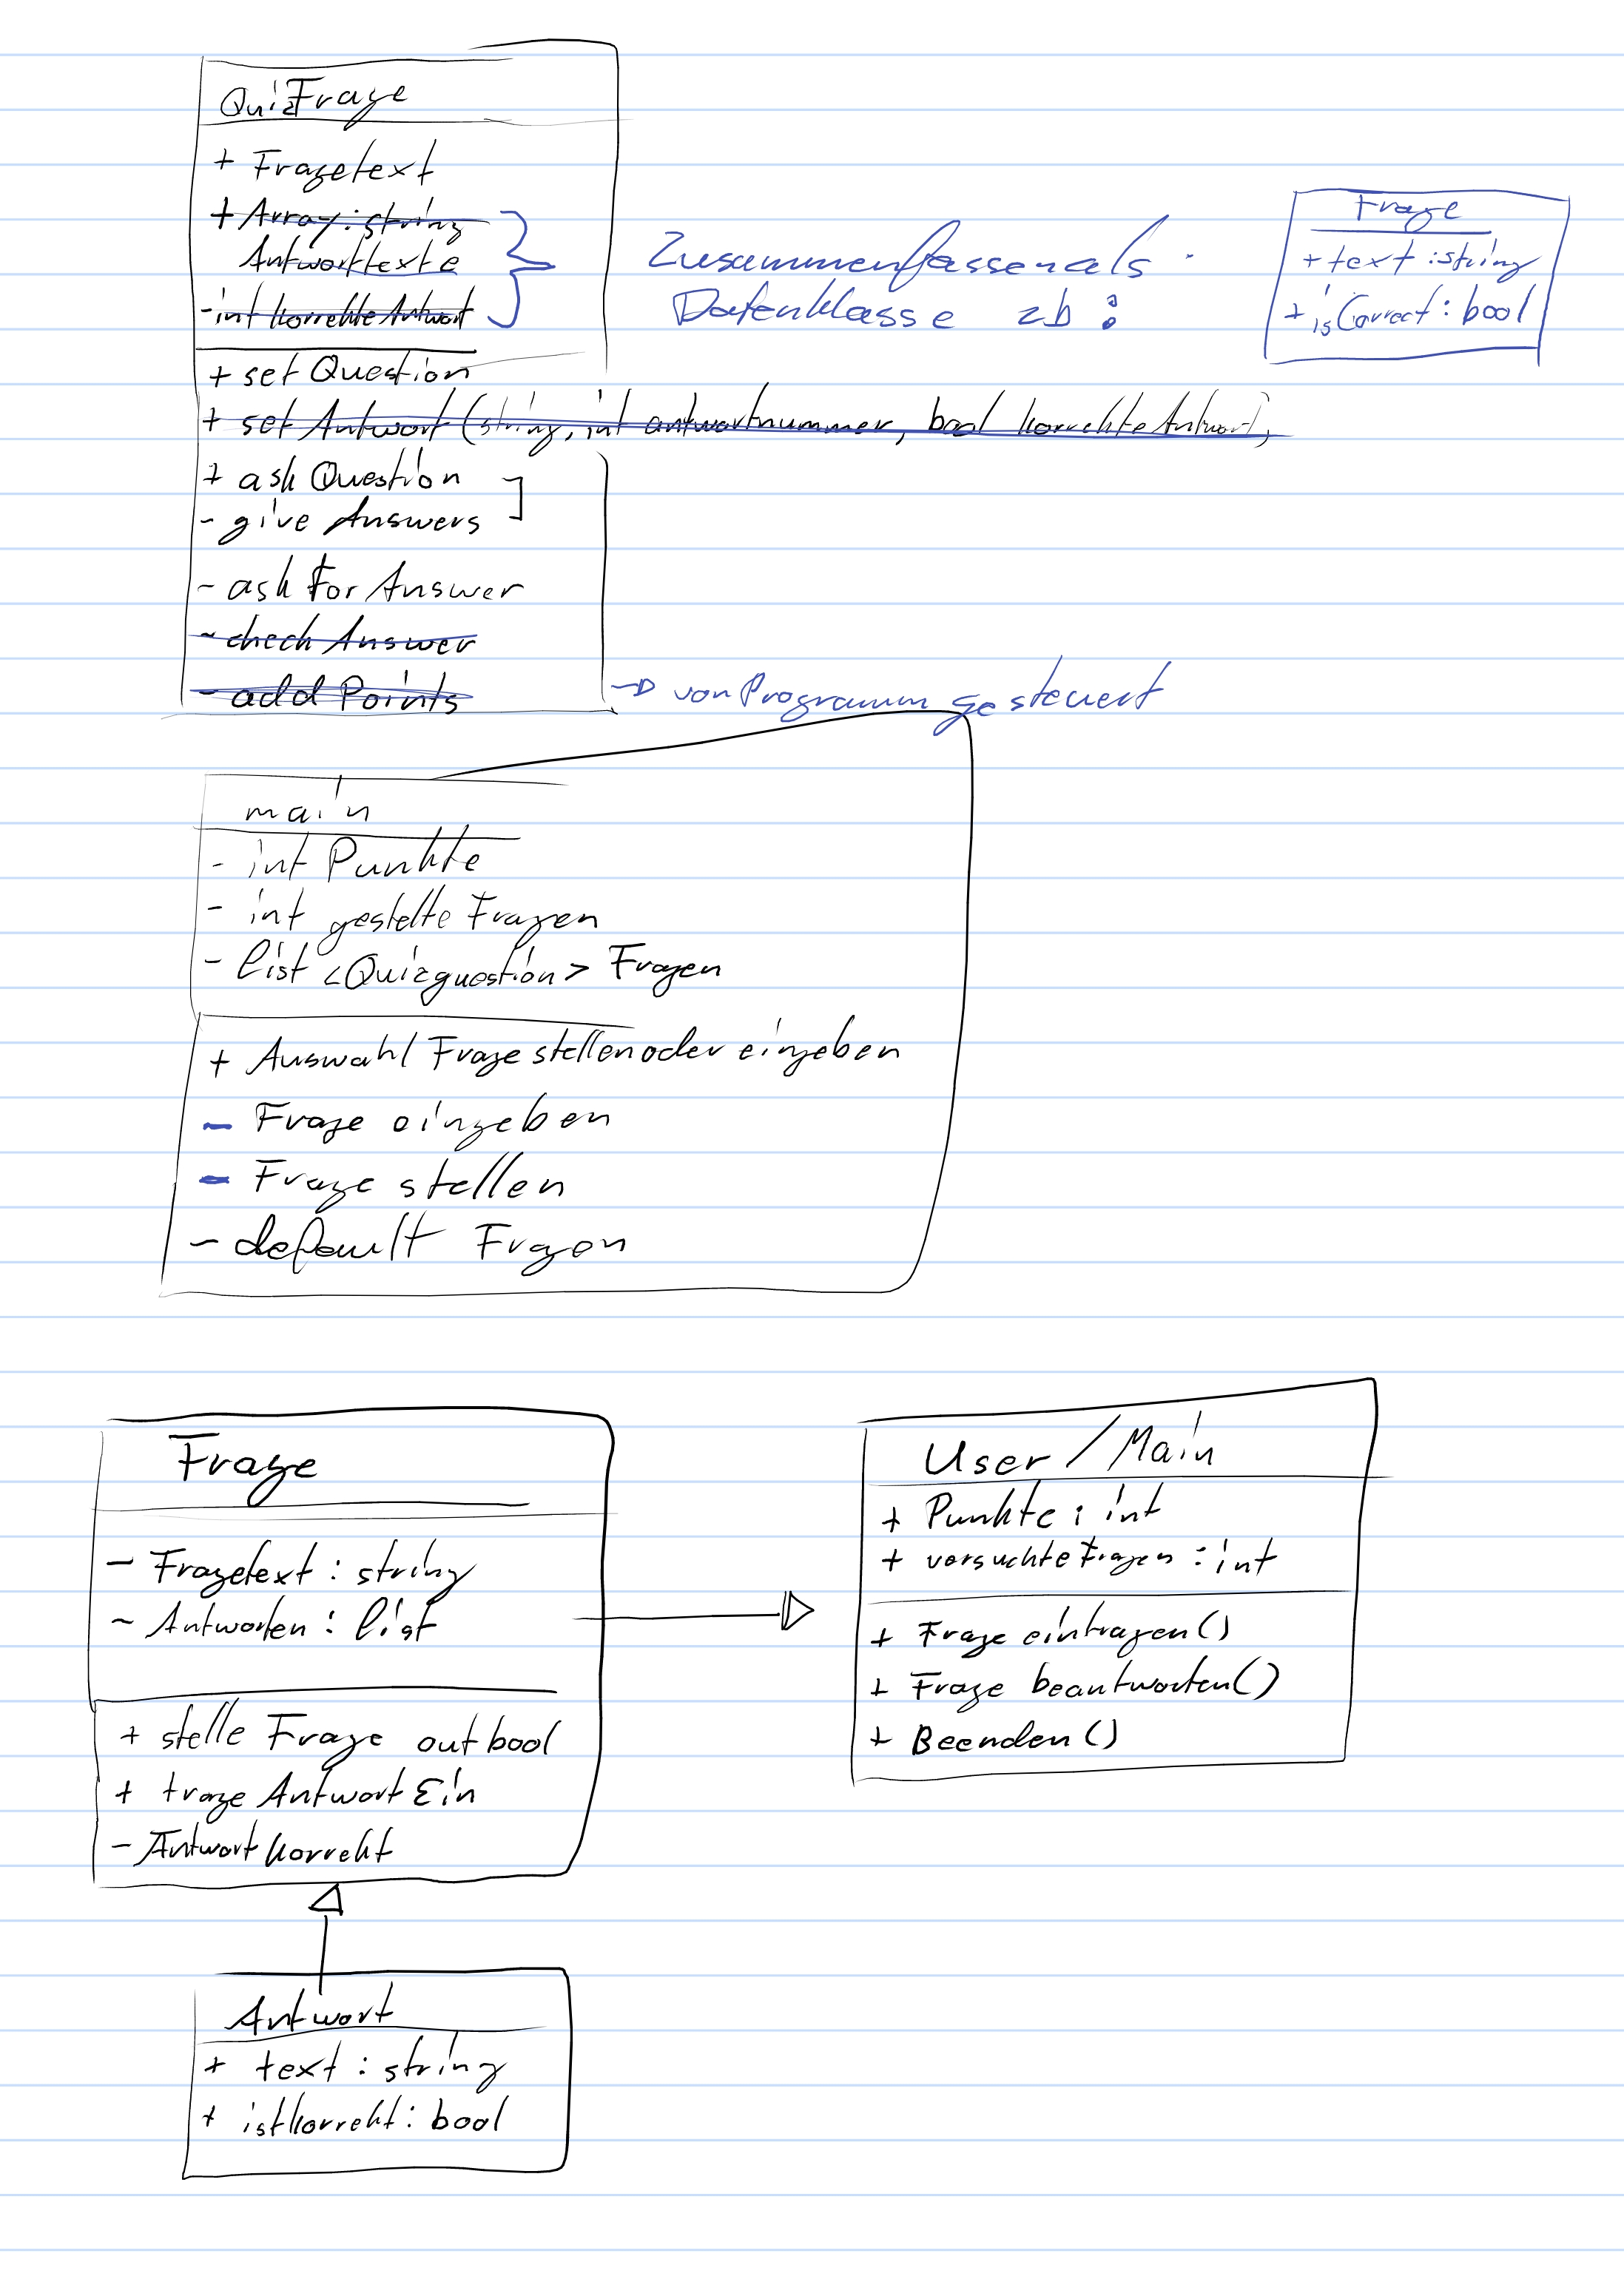 QuizFrage
+ Fragetext
+ Array: string
Antworttexte
- int korrekte Antwort
Zusammenfassen als
Datenklasse zb :
Frage
+ text : string
+ isCorrect : bool
+ set Question
+ set Antwort (string, int antwortnummer, bool korrekte Antwort)
+ ask Question
- give Answers
- ask for Answer
- check Answer
- add Points
-> von Programm gesteuert
main
- int Punkte
- int gestellte Fragen
- list <Quizquestion> Fragen
+ Auswahl Frage stellen oder eingeben
- Frage eingeben
- Frage stellen
- default Fragen
Frage
- Fragetext : string
- Antworten : list
+ stelle Frage out bool
+ trage Antwort Ein
- Antwort korrekt
User / Main
+ Punkte : int
+ versuchte Fragen : int
+ Frage eintragen()
+ Frage beantworten()
+ Beenden ()
Antwort
+ text : string
+ istkorrekt : bool